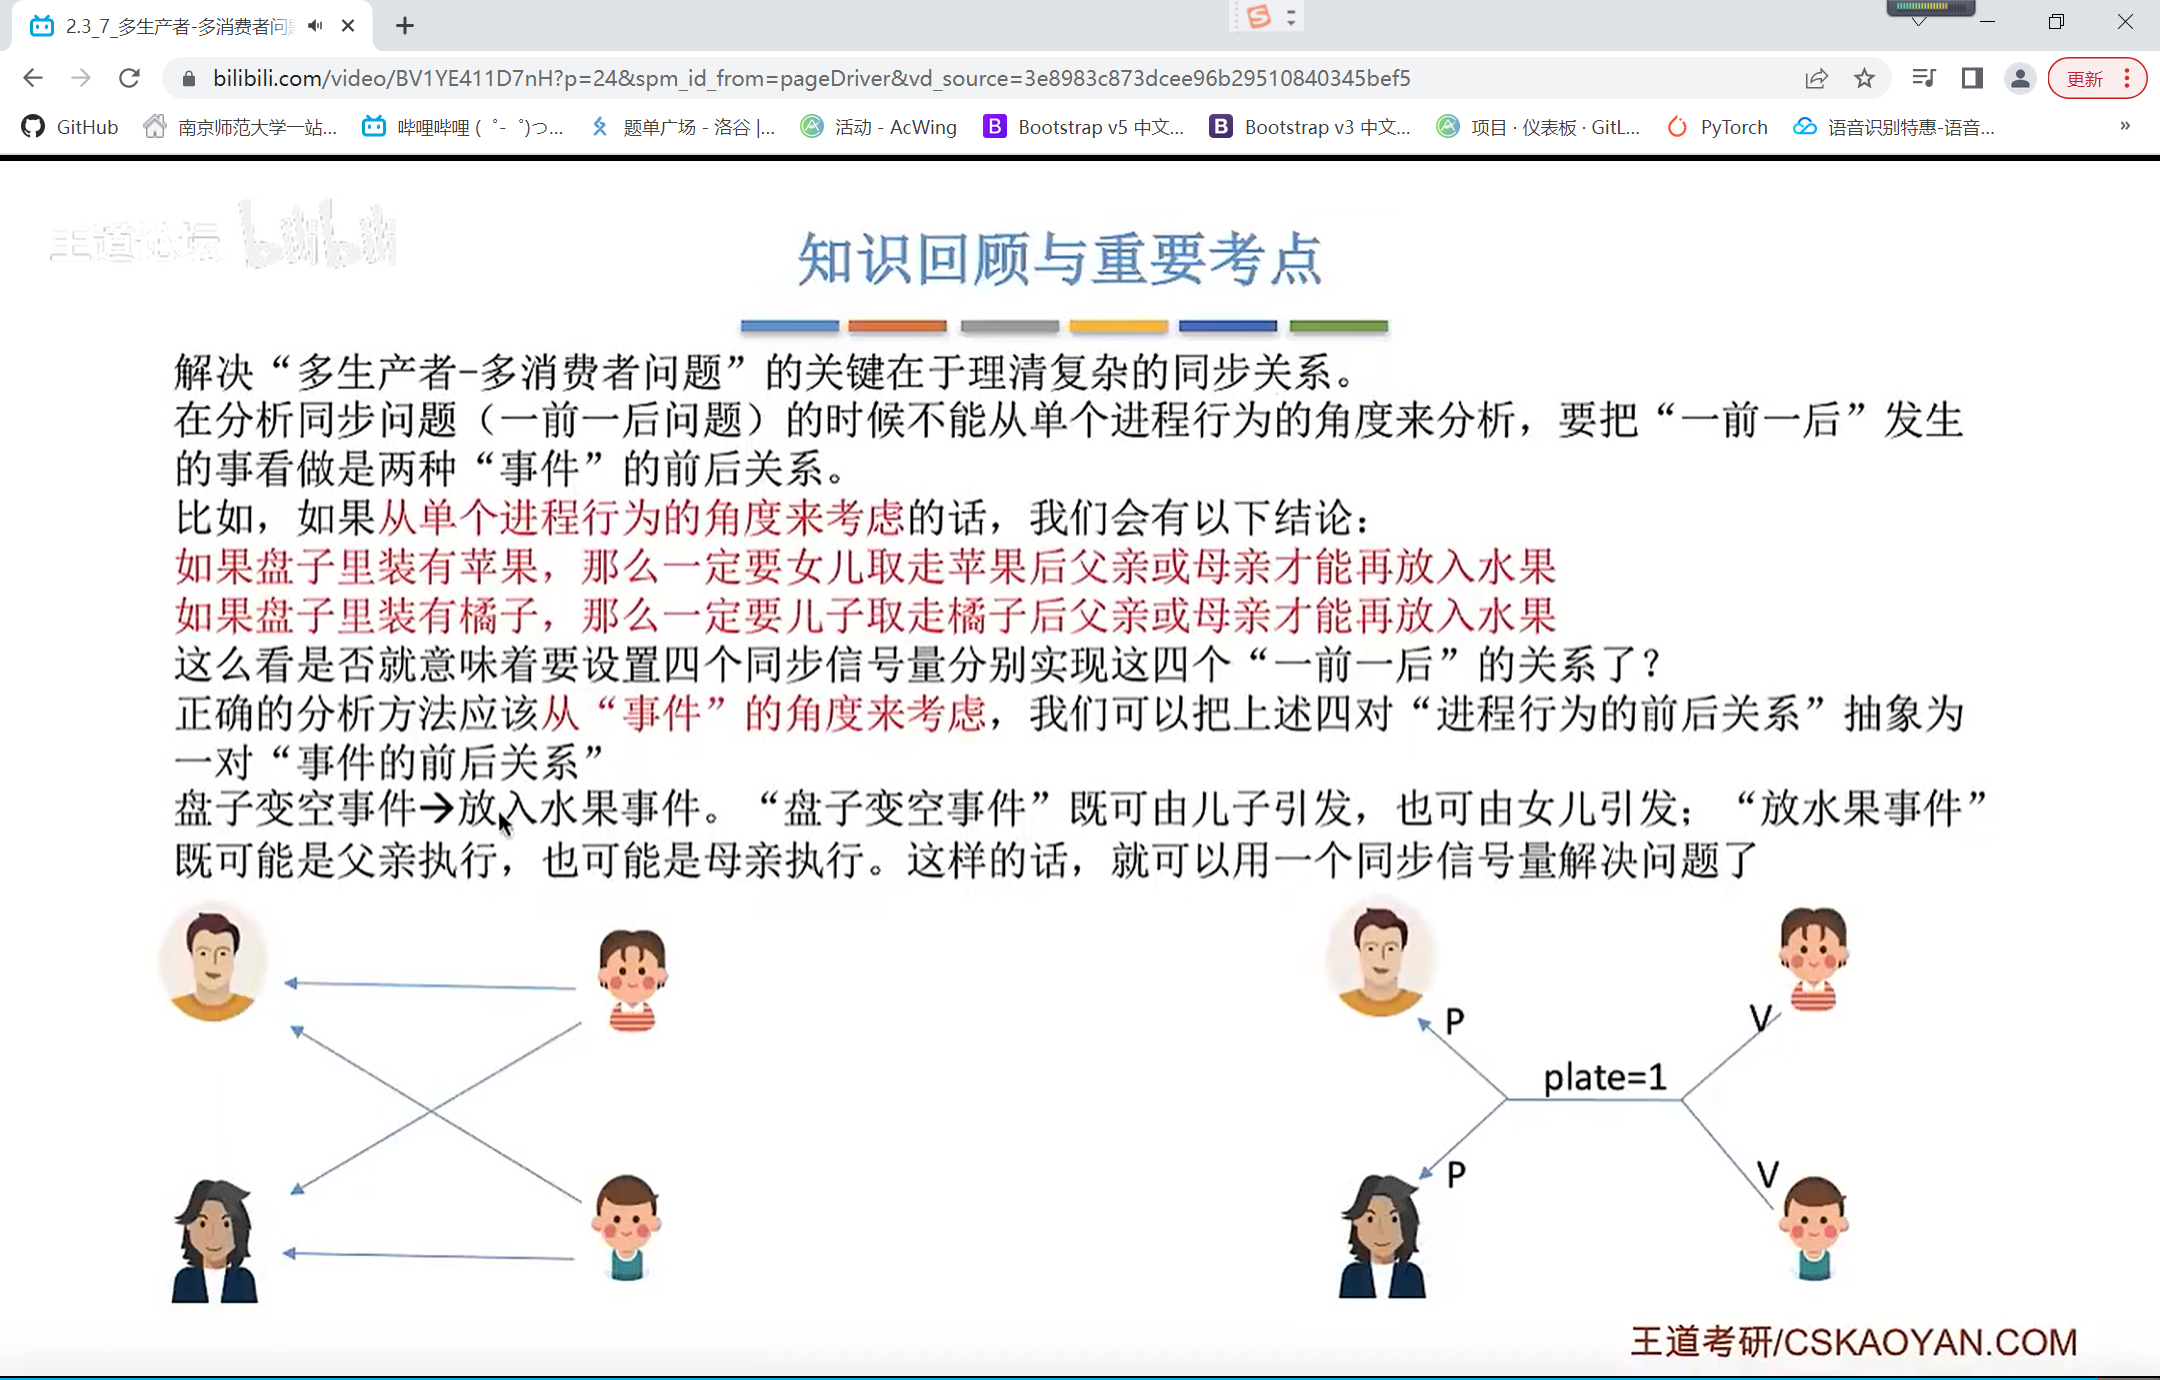 2.3_7_多生产者-多消费者问
bilibili.com/video/BV1YE411D7nH?p=24&spm_id_from=pageDriver&vd_source=3e8983c873dcee96b29510840345bef5
更新
GitHub 南京师范大学一站... 哔哩哔哩 (゜-゜)つ... 题单广场 - 洛谷 |... 活动 - AcWing Bootstrap v5 中文... Bootstrap v3 中文... 项目 · 仪表板 · GitL... PyTorch 语音识别特惠-语音... »
王道论坛 bilibili
知识回顾与重要考点
解决“多生产者-多消费者问题”的关键在于理清复杂的同步关系。
在分析同步问题（一前一后问题）的时候不能从单个进程行为的角度来分析，要把“一前一后”发生
的事看做是两种“事件”的前后关系。
比如，如果从单个进程行为的角度来考虑的话，我们会有以下结论：
如果盘子里装有苹果，那么一定要女儿取走苹果后父亲或母亲才能再放入水果
如果盘子里装有橘子，那么一定要儿子取走橘子后父亲或母亲才能再放入水果
这么看是否就意味着要设置四个同步信号量分别实现这四个“一前一后”的关系了？
正确的分析方法应该从“事件”的角度来考虑，我们可以把上述四对“进程行为的前后关系”抽象为
一对“事件的前后关系”
盘子变空事件→放入水果事件。“盘子变空事件”既可由儿子引发，也可由女儿引发；“放水果事件”
既可能是父亲执行，也可能是母亲执行。这样的话，就可以用一个同步信号量解决问题了
P
V
plate=1
P
V
王道考研/CSKAOYAN.COM